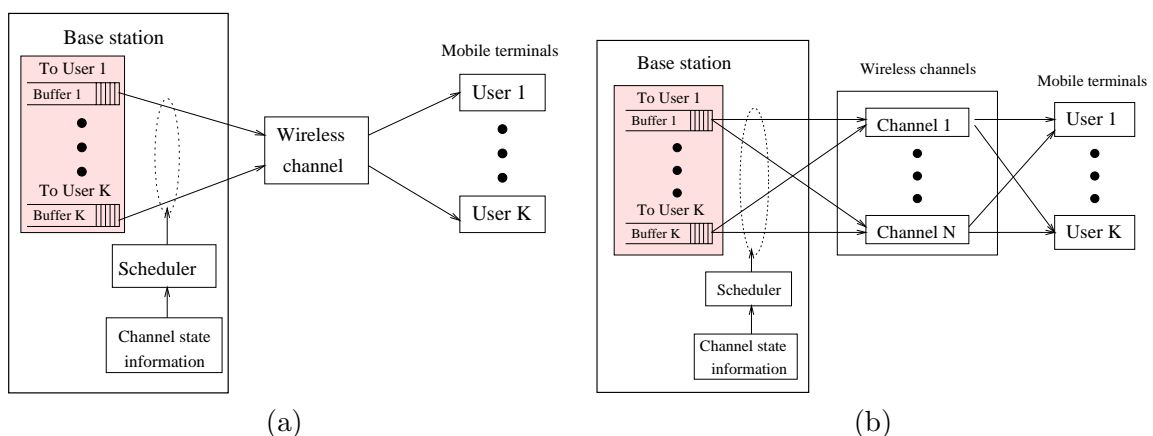 Base station
Mobile terminals
To User 1
Buffer 1
User 1
Wireless
channel
To User K
Buffer K
User K
Scheduler
Channel state
information
(a)
Base station
Wireless channels
Mobile terminals
To User 1
Buffer 1
Channel 1
User 1
To User K
Buffer K
Channel N
User K
Scheduler
Channel state
information
(b)